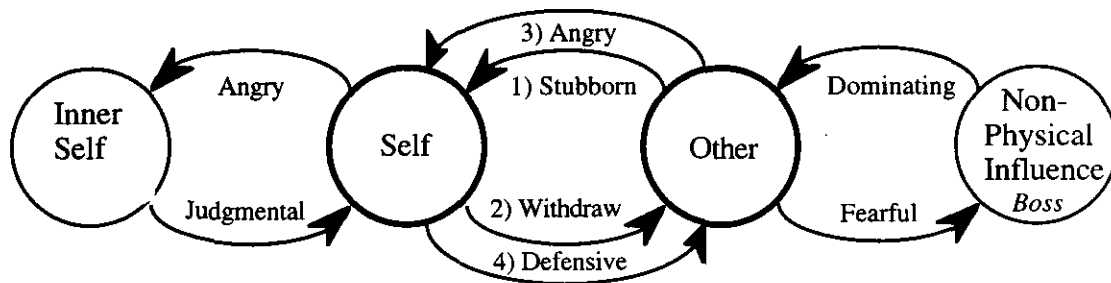 3) Angry
Angry
1) Stubborn
Dominating
Inner
Self
Self
Other
Non-
Physical
Influence
Boss
Judgmental
2) Withdraw
Fearful
4) Defensive